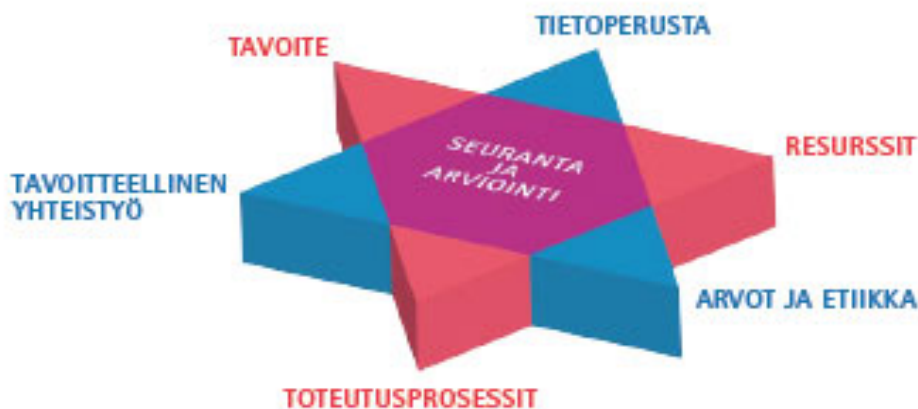 TIETOPERUSTA
TAVOITE
RESURSSIT
SEURANTA
JA
ARVIOINTI
TAVOITTEELLINEN
YHTEISTYÖ
ARVOT JA ETIIKKA
TOTEUTUSPROSESSIT